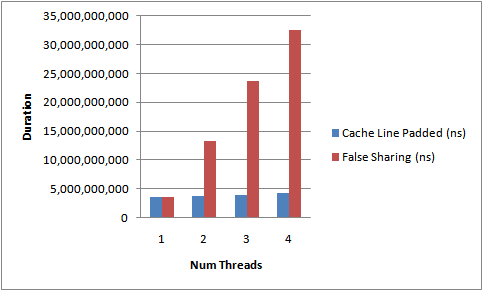 35,000,000,000
30,000,000,000
25,000,000,000
20,000,000,000
15,000,000,000
10,000,000,000
5,000,000,000
0
Duration
1 2 3 4
Num Threads
Cache Line Padded (ns)
False Sharing (ns)